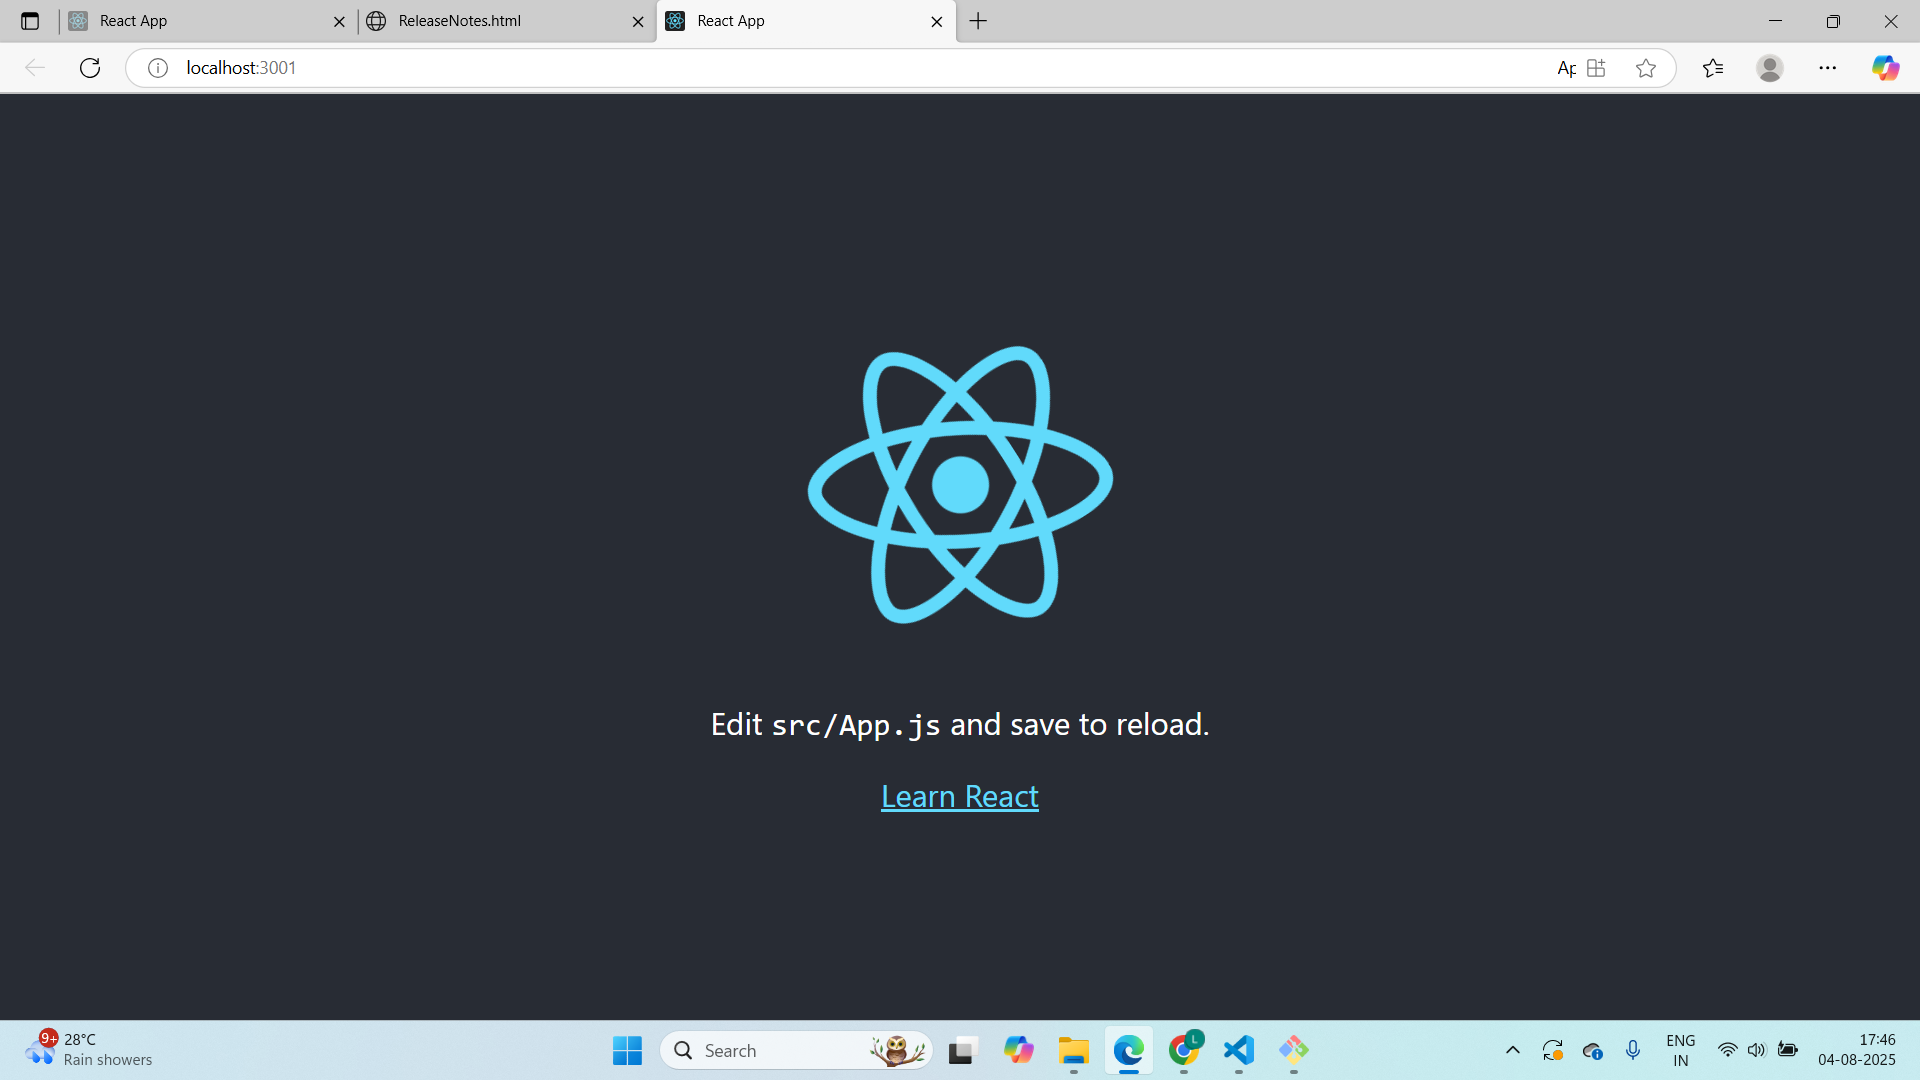 React App
ReleaseNotes.html
React App
localhost:3001
Edit src/App.js and save to reload.
Learn React
9+
28°C
Rain showers
Search
L
ENG
IN
17:46
04-08-2025